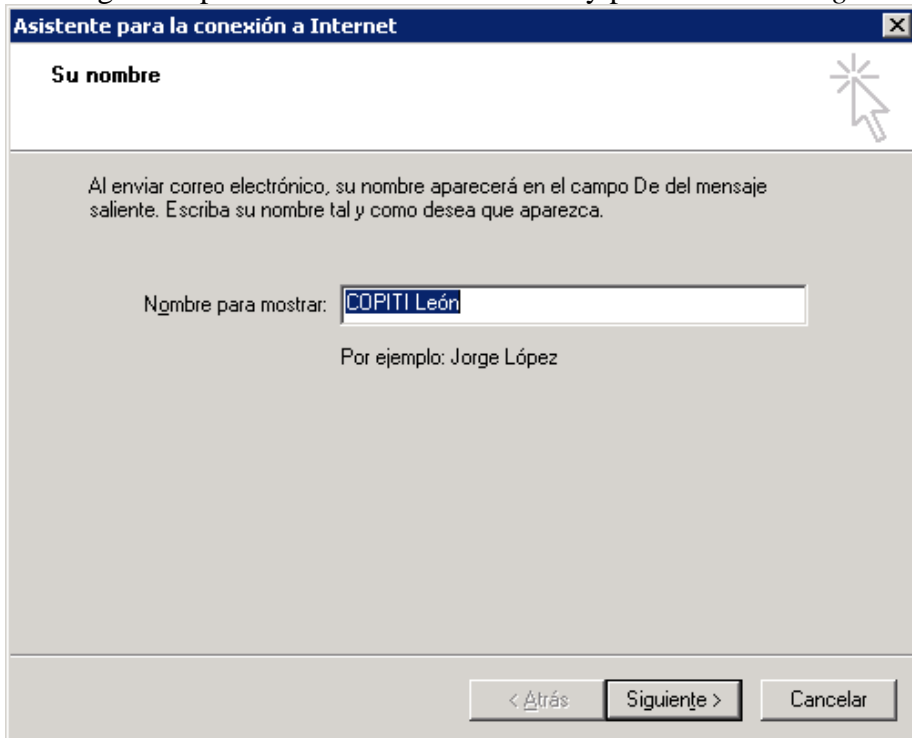 Asistente para la conexión a Internet
Su nombre
Al enviar correo electrónico, su nombre aparecerá en el campo De del mensaje
saliente. Escriba su nombre tal y como desea que aparezca.
Nombre para mostrar: COPITI León
Por ejemplo: Jorge López
< Atrás Siguiente > Cancelar